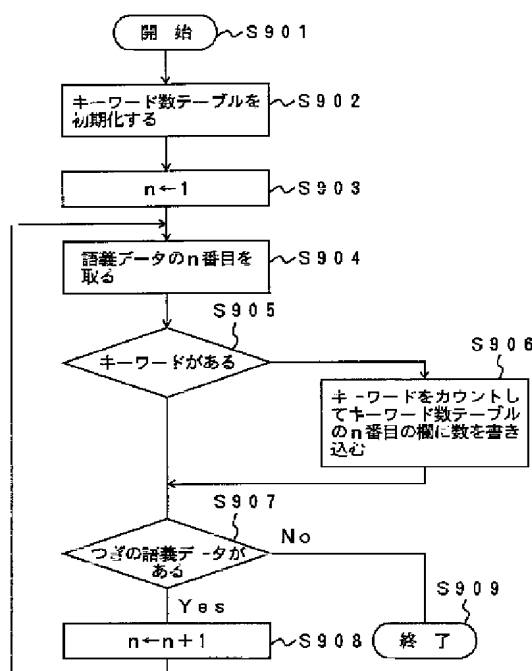 開 始
S901
キーワード数テーブルを
初期化する
S902
n←1
S903
語義データのn番目を
取る
S904
S905
キーワードがある
S906
キーワードをカウントし
てキーワード数テーブル
のn番目の欄に数を書き
込む
S907
つぎの語義データが
ある
No
Yes
S909
n←n+1
S908
終 了